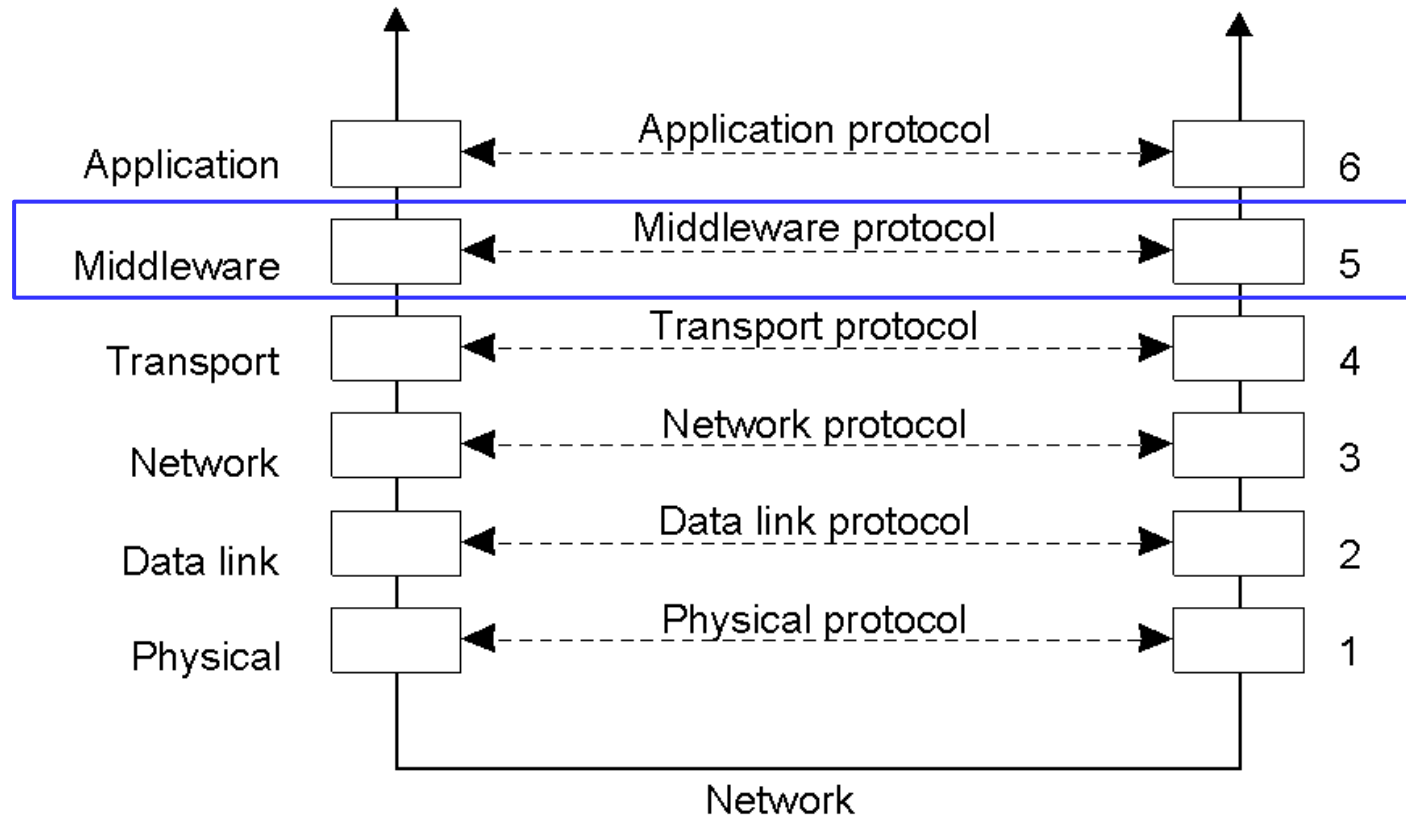 Application protocol
Application 6
Middleware protocol
Middleware 5
Transport protocol
Transport 4
Network protocol
Network 3
Data link protocol
Data link 2
Physical protocol
Physical 1
Network